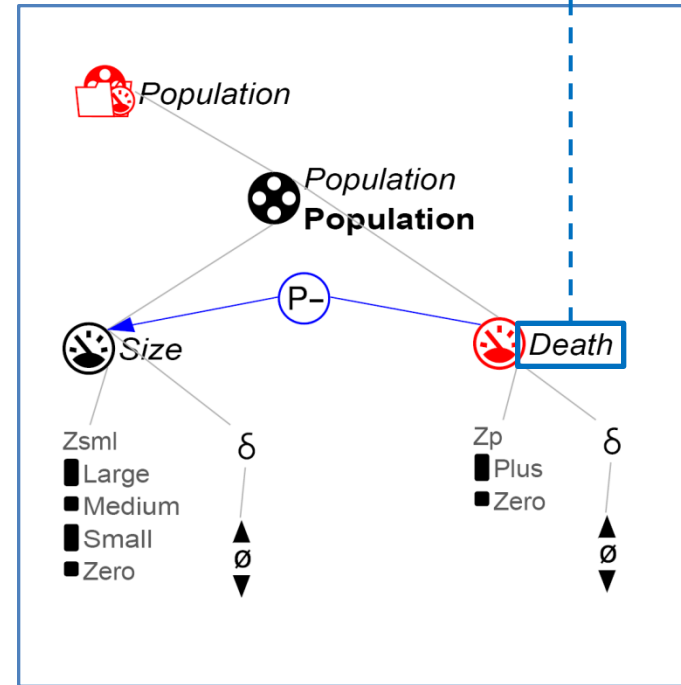 Population
Population
Population
P–
Size
Death
Zsml
Large
Medium
Small
Zero
δ
ø
Zp
Plus
Zero
δ
ø